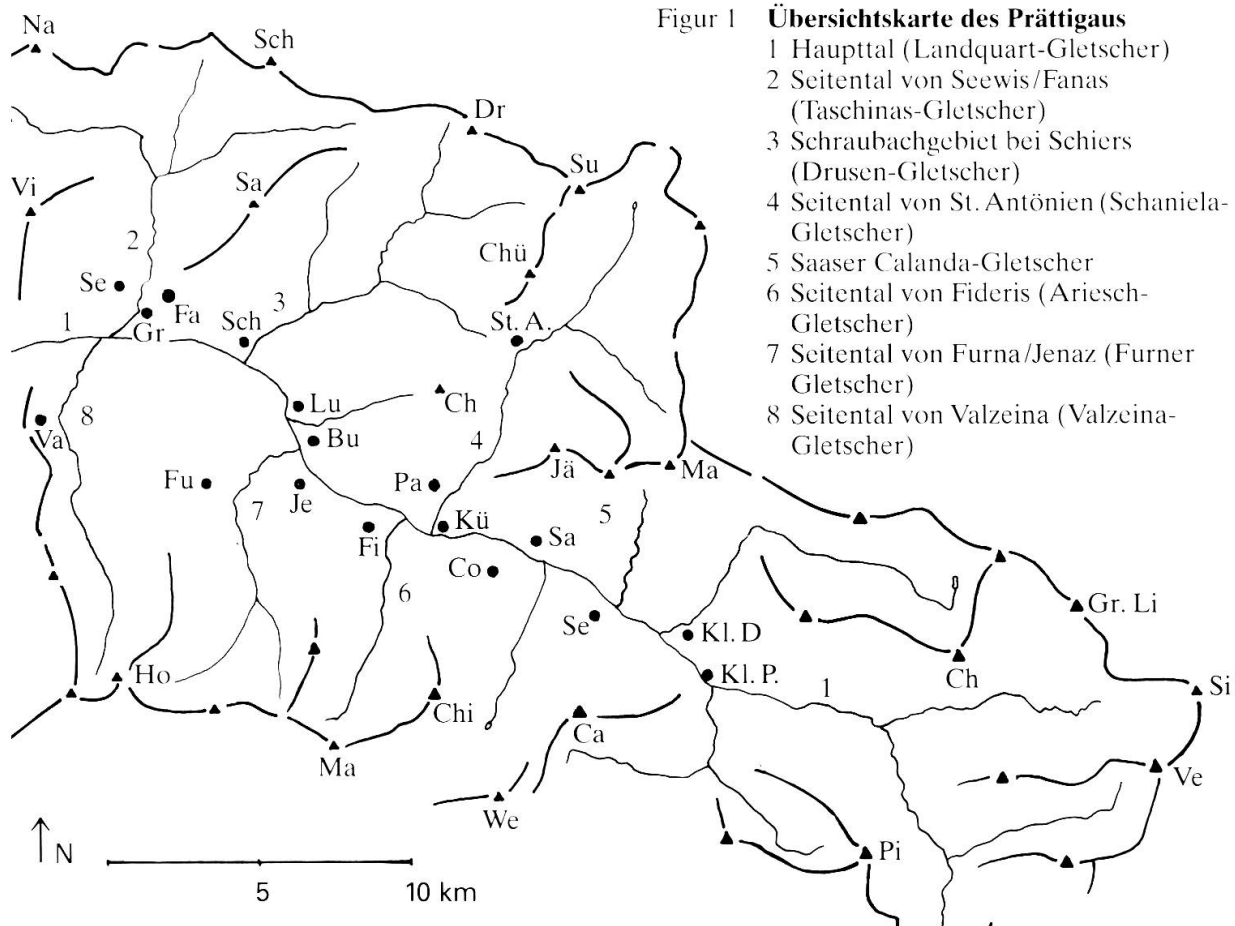 Figur 1 Übersichtskarte des Prättigaus
1 Haupttal (Landquart-Gletscher)
2 Seitental von Seewis/Fanas
(Taschinas-Gletscher)
3 Schraubachgebiet bei Schiers
(Drusen-Gletscher)
4 Seitental von St. Antönien (Schaniela-
Gletscher)
5 Saaser Calanda-Gletscher
6 Seitental von Fideris (Ariesch-
Gletscher)
7 Seitental von Furna/Jenaz (Furner
Gletscher)
8 Seitental von Valzeina (Valzeina-
Gletscher)
Na
Sch
Dr
Su
Vi
Sa
2
Chü
Se
Fa
3
1
Gr
Sch
St. A.
Lu
Ch
8
Va
Bu
4
Jä
Ma
Fu
Je
Pa
7
5
Fi
Kü
Sa
Co
6
Se
Kl. D
Gr. Li
Ho
Kl. P.
Ch
1
Si
Chi
Ca
Ma
Ve
We
N
Pi
5
10 km